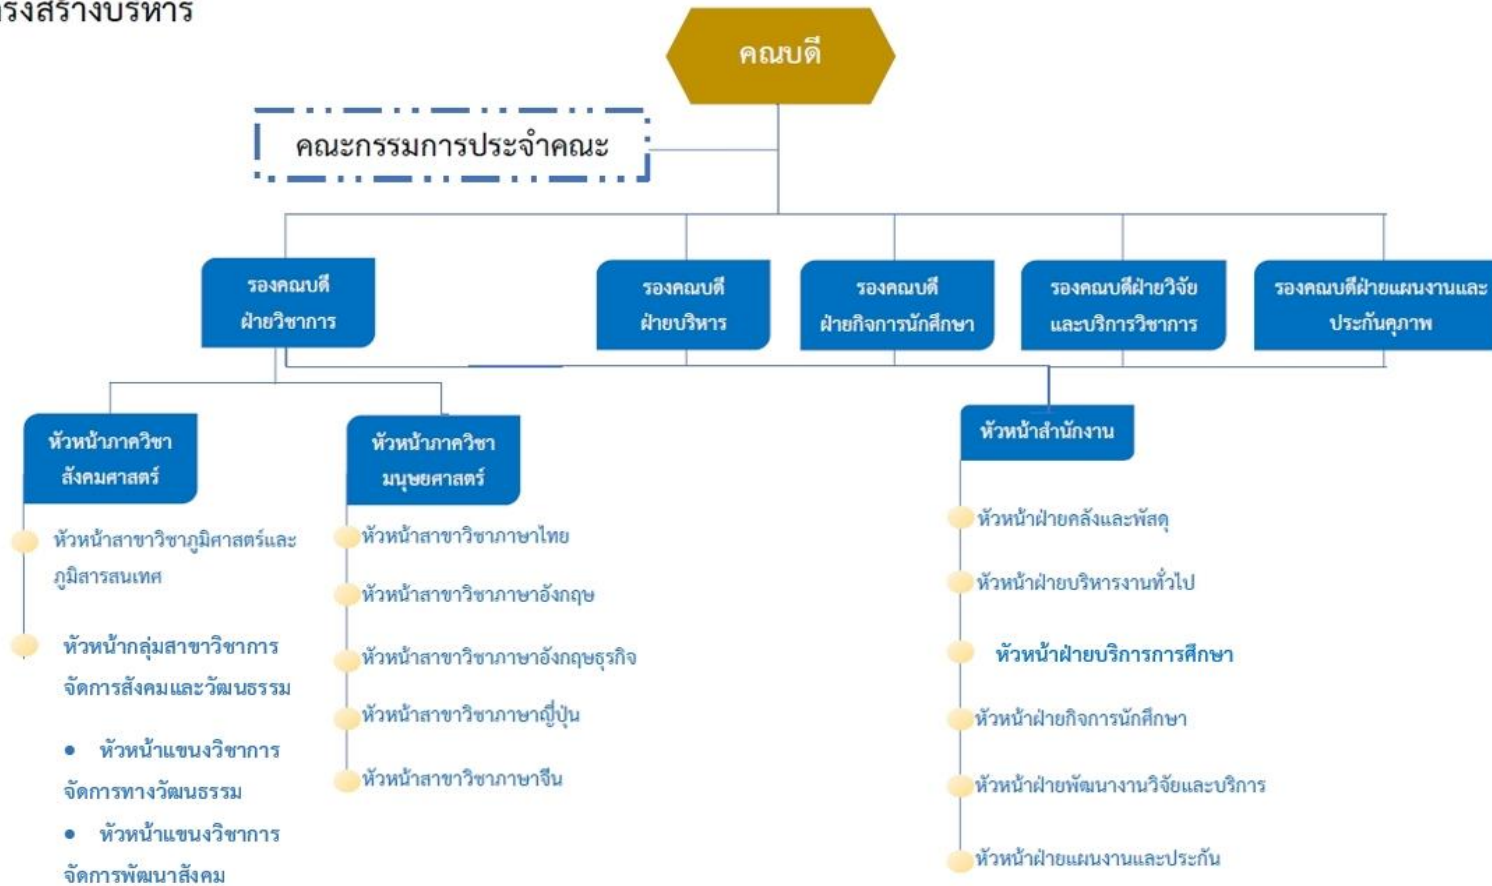 รงสร้างบริหาร
คณบดี
คณะกรรมการประจำคณะ
รองคณบดี
ฝ่ายวิชาการ
รองคณบดี
ฝ่ายบริหาร
รองคณบดี
ฝ่ายกิจการนักศึกษา
รองคณบดีฝ่ายวิจัย
และบริการวิชาการ
รองคณบดีฝ่ายแผนงานและ
ประกันคุภาพ
หัวหน้าภาควิชา
สังคมศาสตร์
หัวหน้าสาขาวิชาภูมิศาสตร์และ
ภูมิสารสนเทศ
หัวหน้ากลุ่มสาขาวิชาการ
จัดการสังคมและวัฒนธรรม
• หัวหน้าแขนงวิชาการ
จัดการทางวัฒนธรรม
• หัวหน้าแขนงวิชาการ
จัดการพัฒนาสังคม
หัวหน้าภาควิชา
มนุษยศาสตร์
หัวหน้าสาขาวิชาภาษาไทย
หัวหน้าสาขาวิชาภาษาอังกฤษ
หัวหน้าสาขาวิชาภาษาอังกฤษธุรกิจ
หัวหน้าสาขาวิชาภาษาญี่ปุ่น
หัวหน้าสาขาวิชาภาษาจีน
หัวหน้าสำนักงาน
หัวหน้าฝ่ายคลังและพัสดุ
หัวหน้าฝ่ายบริหารงานทั่วไป
หัวหน้าฝ่ายบริการการศึกษา
หัวหน้าฝ่ายกิจการนักศึกษา
หัวหน้าฝ่ายพัฒนางานวิจัยและบริการ
หัวหน้าฝ่ายแผนงานและประกัน